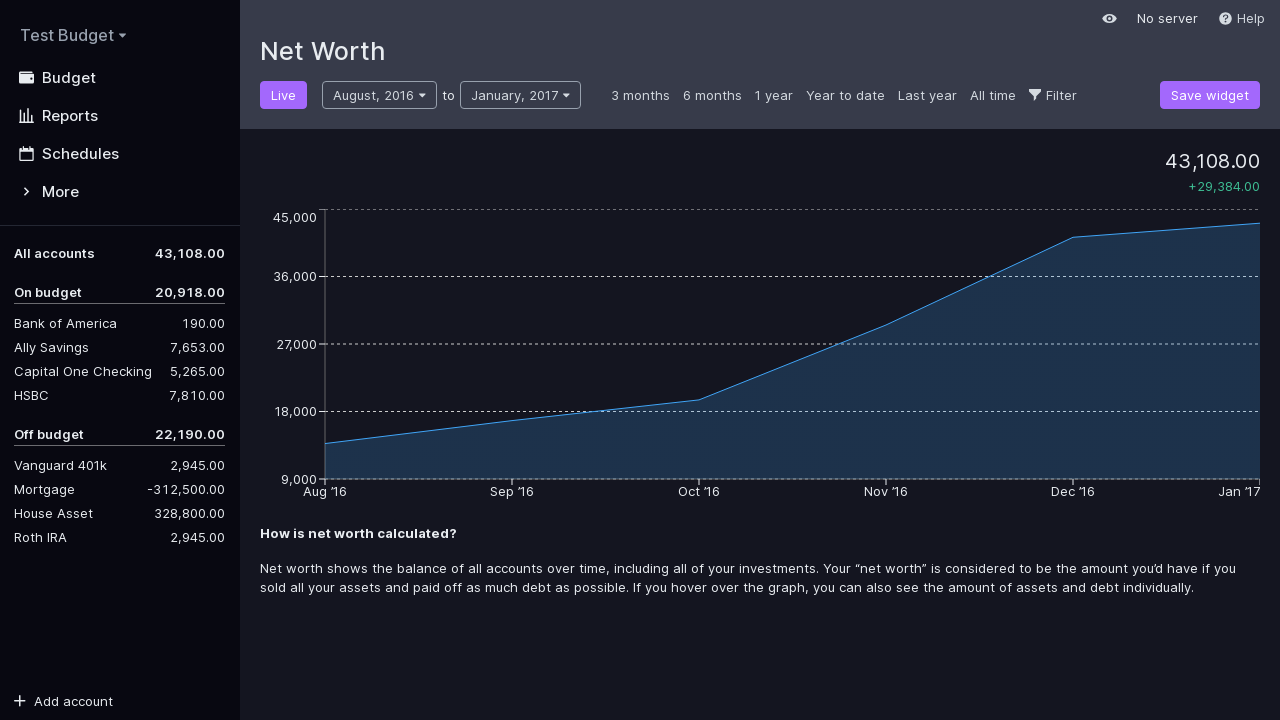 Test Budget
Budget
Reports
Schedules
More
All accounts 43,108.00
On budget 20,918.00
Bank of America 190.00
Ally Savings 7,653.00
Capital One Checking 5,265.00
HSBC 7,810.00
Off budget 22,190.00
Vanguard 401k 2,945.00
Mortgage -312,500.00
House Asset 328,800.00
Roth IRA 2,945.00
Add account
No server Help
Net Worth
Live August, 2016 to January, 2017 3 months 6 months 1 year Year to date Last year All time Filter Save widget
43,108.00
+29,384.00
45,000
36,000
27,000
18,000
9,000
Aug ’16 Sep ’16 Oct ’16 Nov ’16 Dec ’16 Jan ’17
How is net worth calculated?
Net worth shows the balance of all accounts over time, including all of your investments. Your “net worth” is considered to be the amount you’d have if you
sold all your assets and paid off as much debt as possible. If you hover over the graph, you can also see the amount of assets and debt individually.